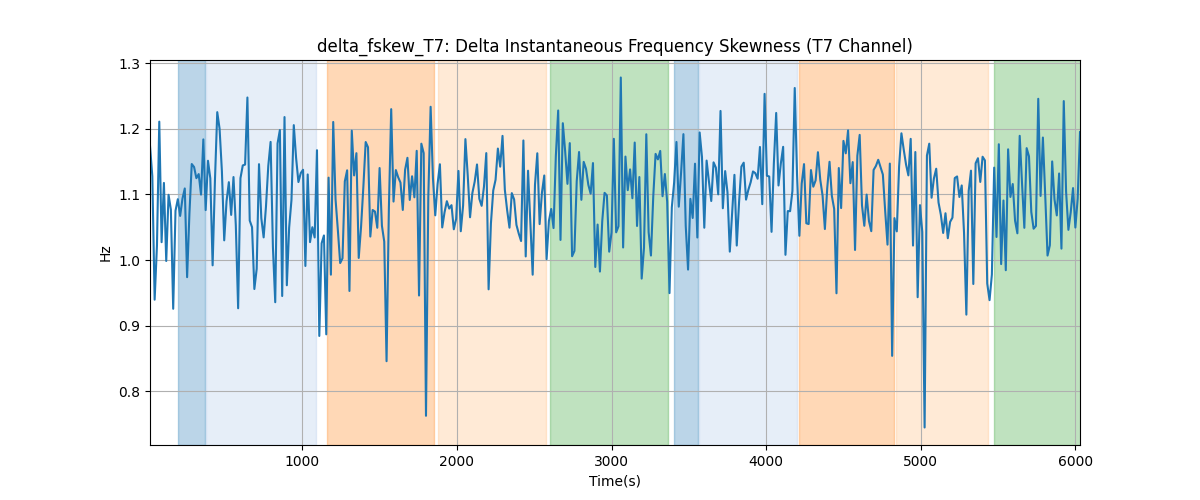 delta_fskew_T7: Delta Instantaneous Frequency Skewness (T7 Channel)
1.3
1.2
1.1
1.0
0.9
0.8
Hz
1000 2000 3000 4000 5000 6000
Time(s)